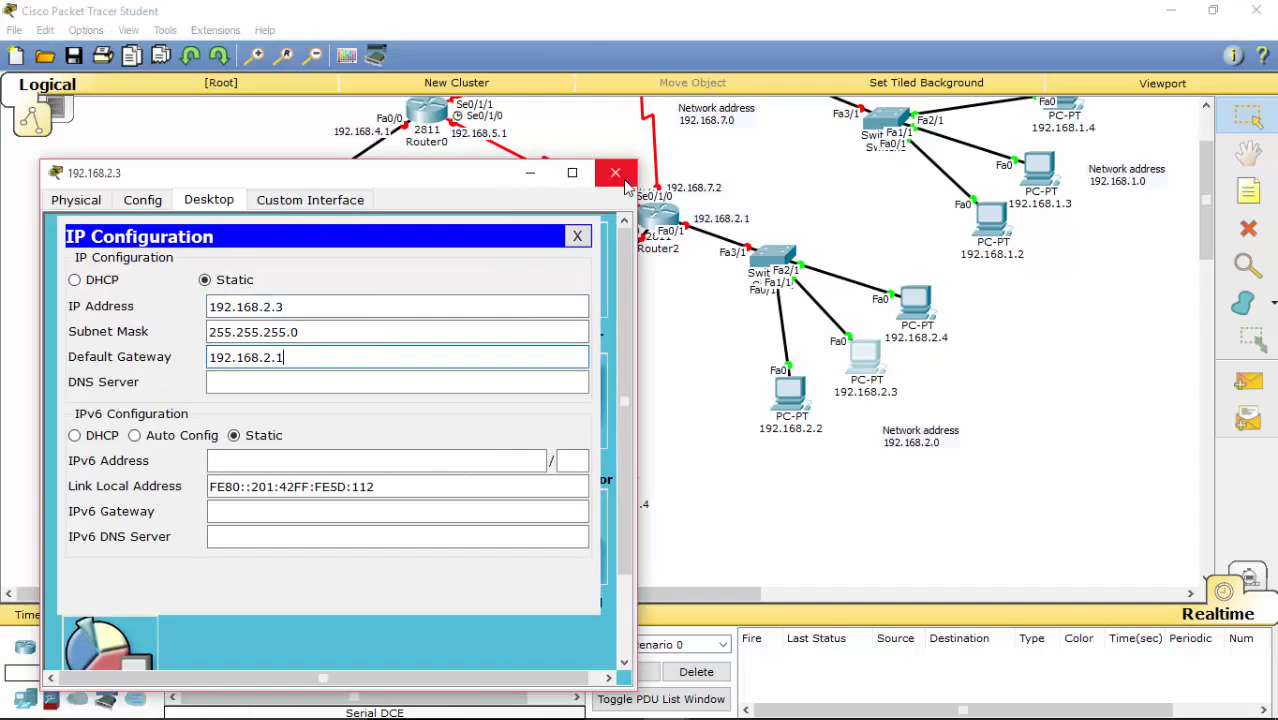 Cisco Packet Tracer Student
File Edit Options View Tools Extensions Help
Logical [Root] New Cluster Move Object Set Tiled Background Viewport
Se0/1/1
Fa0/0 Se0/1/0
192.168.4.1 2811 192.168.5.1
Router0
Network address
192.168.7.0
Fa3/1
Fa2/1
Fa1/1
Fa0/1
Fa0
PC-PT
192.168.1.4
Fa0
PC-PT
192.168.1.3
Network address
192.168.1.0
Fa0
PC-PT
192.168.1.2
192.168.7.2
Se0/1/0
192.168.2.1
Fa0/1
2811
Router2
Fa3/1
Fa2/1
Fa1/1
Fa0/1
Fa0
PC-PT
192.168.2.4
Fa0
PC-PT
192.168.2.3
Fa0
PC-PT
192.168.2.2
Network address
192.168.2.0
.4
192.168.2.3
Physical Config Desktop Custom Interface
IP Configuration X
IP Configuration
DHCP Static
IP Address 192.168.2.3
Subnet Mask 255.255.255.0
Default Gateway 192.168.2.1
DNS Server
IPv6 Configuration
DHCP Auto Config Static
IPv6 Address /
Link Local Address FE80::201:42FF:FE5D:112
IPv6 Gateway
IPv6 DNS Server
or
Time Realtime
enario 0
Delete
Toggle PDU List Window
Fire Last Status Source Destination Type Color Time(sec) Periodic Num
Serial DCE